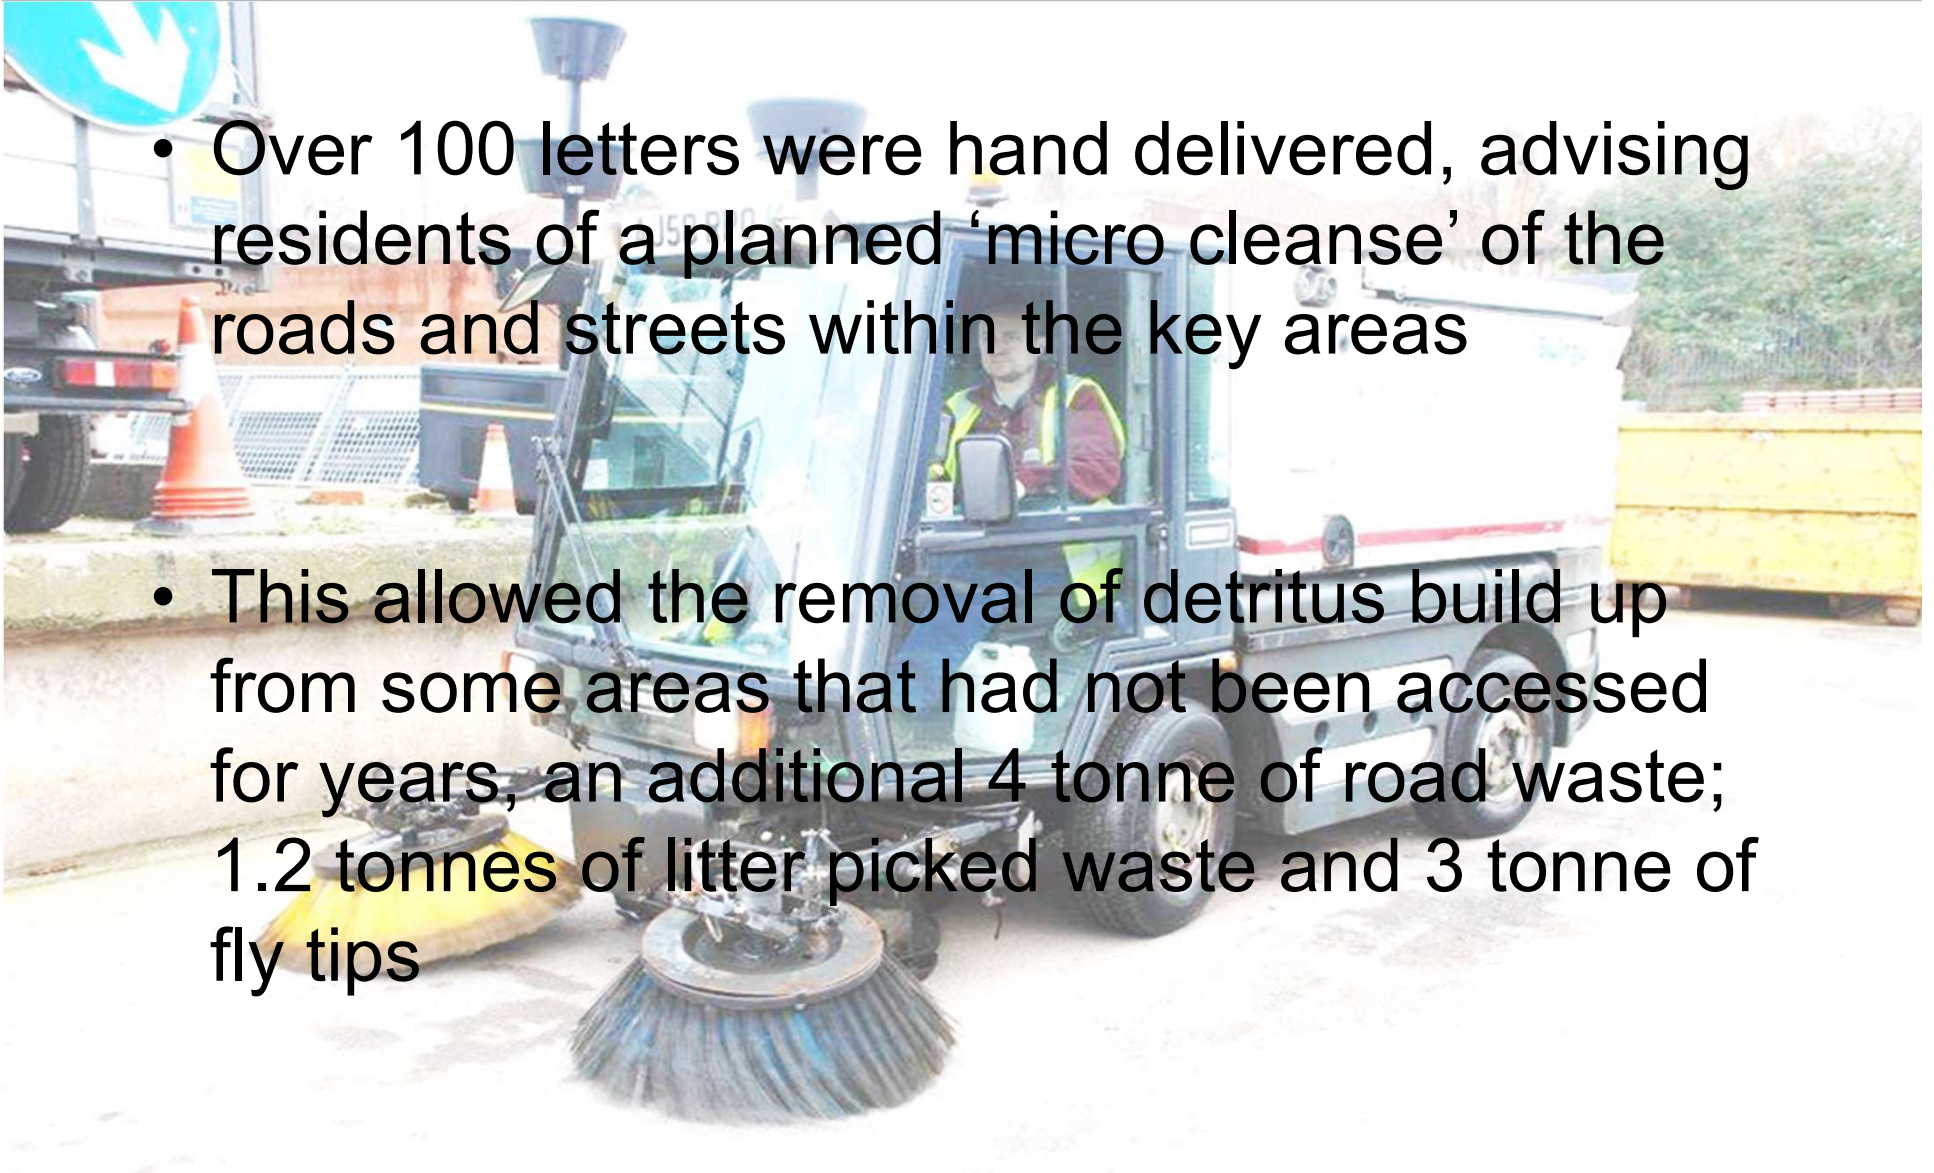 • Over 100 letters were hand delivered, advising
residents of a planned ‘micro cleanse’ of the
roads and streets within the key areas
• This allowed the removal of detritus build up
from some areas that had not been accessed
for years, an additional 4 tonne of road waste;
1.2 tonnes of litter picked waste and 3 tonne of
fly tips